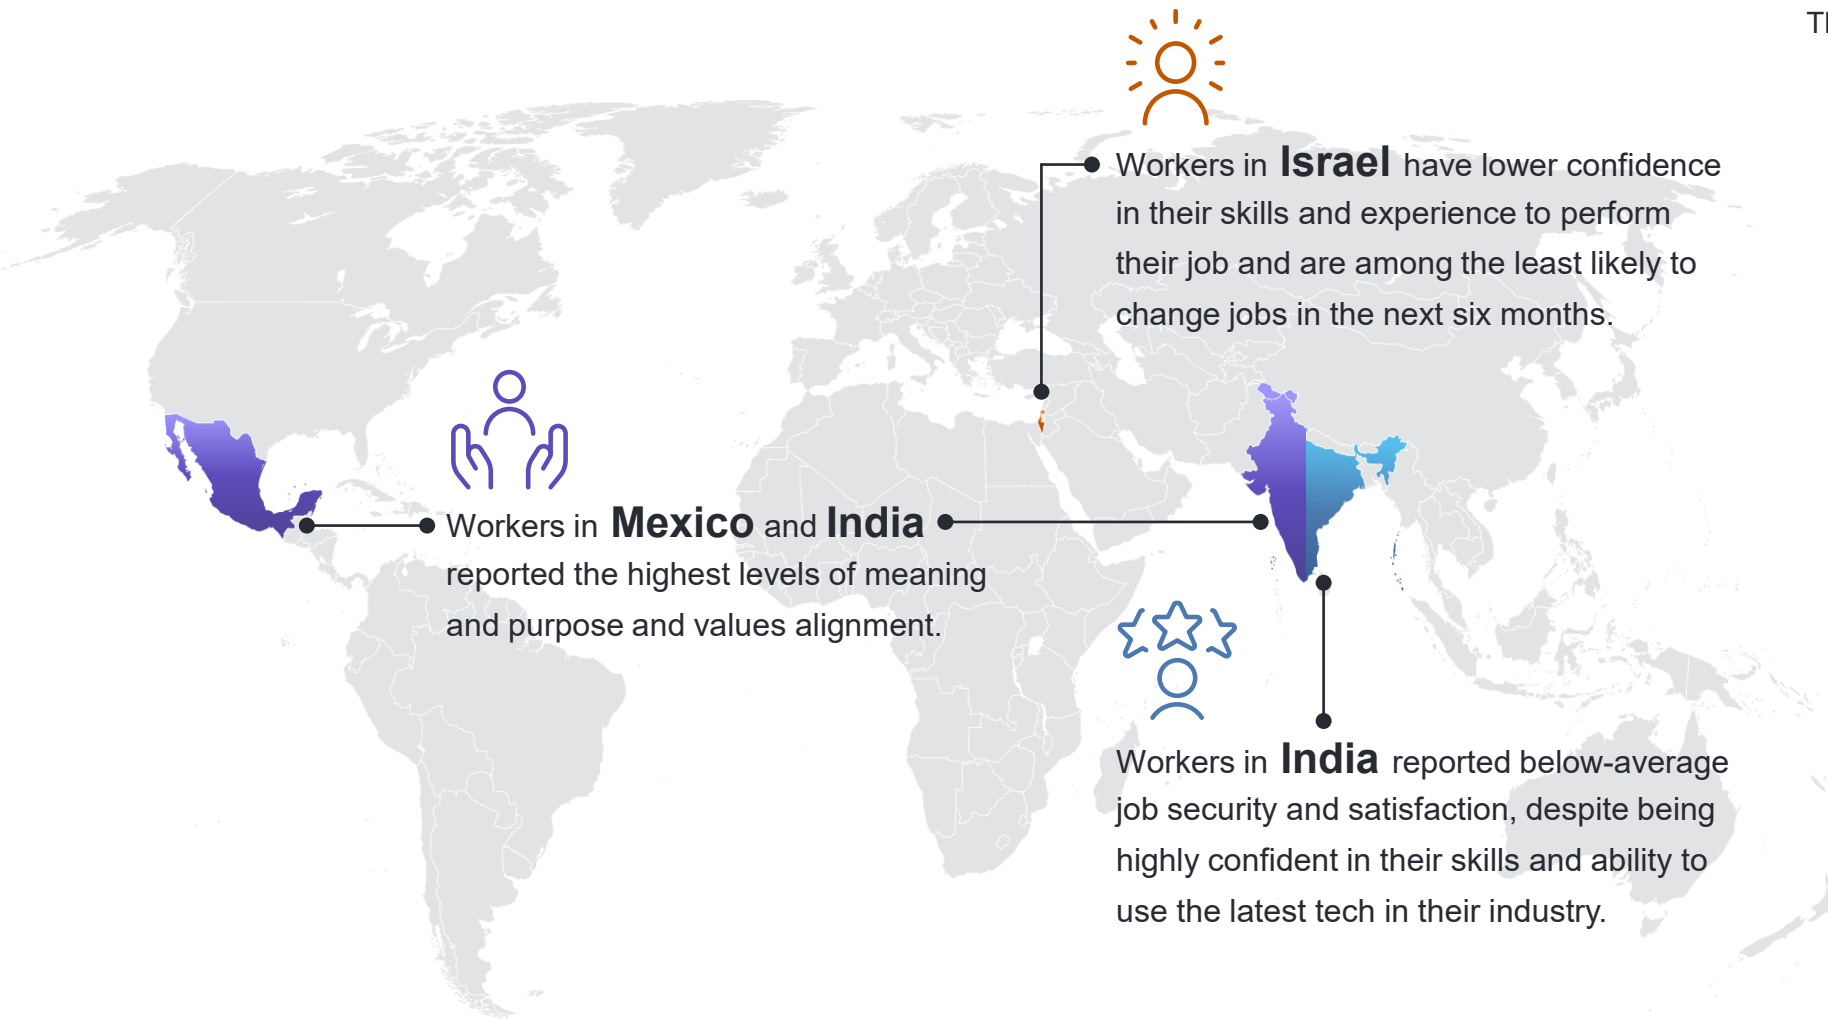 Workers in Israel have lower confidence
in their skills and experience to perform
their job and are among the least likely to
change jobs in the next six months.
Workers in Mexico and India
reported the highest levels of meaning
and purpose and values alignment.
Workers in India reported below-average
job security and satisfaction, despite being
highly confident in their skills and ability to
use the latest tech in their industry.